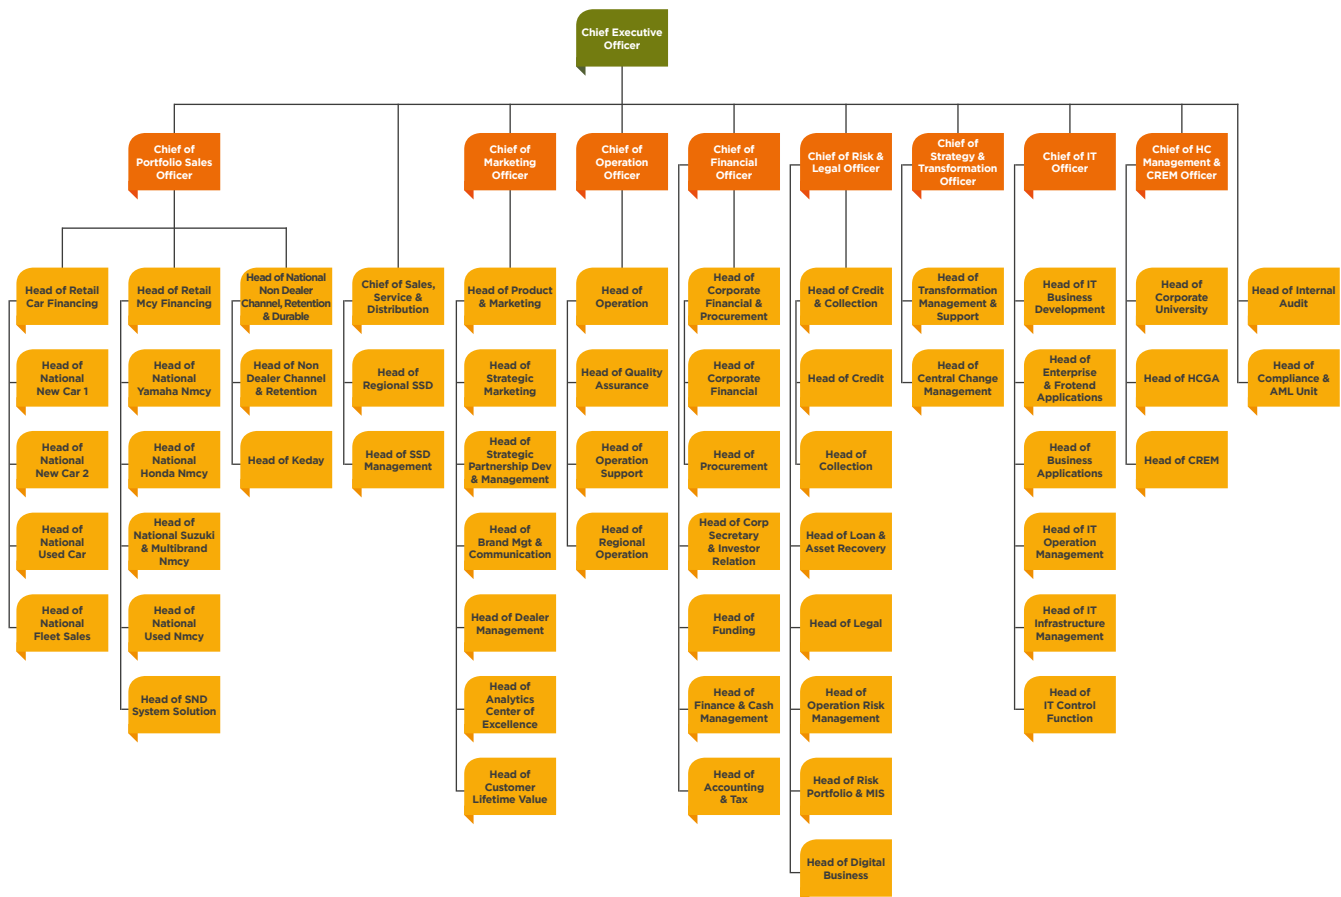 Chief Executive
Officer
Chief of
Portfolio Sales
Officer
Chief of
Marketing
Officer
Chief of
Operation
Officer
Chief of
Financial
Officer
Chief of Risk &
Legal Officer
Chief of
Strategy &
Transformation
Officer
Chief of IT
Officer
Chief of HC
Management &
CREM Officer
Head of Retail
Car Financing
Head of Retail
Mcy Financing
Head of National
Non Dealer
Channel, Retention
& Durable
Chief of Sales,
Service &
Distribution
Head of Product
& Marketing
Head of
Operation
Head of
Corporate
Financial &
Procurement
Head of Credit
& Collection
Head of
Transformation
Management &
Support
Head of IT
Business
Development
Head of
Corporate
University
Head of Internal
Audit
Head of
National
New Car 1
Head of
National
Yamaha Nmcy
Head of Non
Dealer Channel
& Retention
Head of
Regional SSD
Head of
Strategic
Marketing
Head of Quality
Assurance
Head of
Corporate
Financial
Head of Credit
Head of
Central Change
Management
Head of
Enterprise
& Frotend
Applications
Head of HCGA
Head of
Compliance &
AML Unit
Head of
National
New Car 2
Head of
National
Honda Nmcy
Head of Keday
Head of SSD
Management
Head of
Strategic
Partnership Dev
& Management
Head of
Operation
Support
Head of
Procurement
Head of
Collection
Head of
Business
Applications
Head of CREM
Head of
National
Used Car
Head of
National Suzuki
& Multibrand
Nmcy
Head of
Brand Mgt &
Communication
Head of
Regional
Operation
Head of Corp
Secretary
& Investor
Relation
Head of Loan &
Asset Recovery
Head of IT
Operation
Management
Head of
National
Fleet Sales
Head of
National
Used Nmcy
Head of Dealer
Management
Head of
Funding
Head of Legal
Head of IT
Infrastructure
Management
Head of SND
System Solution
Head of
Analytics
Center of
Excellence
Head of
Finance & Cash
Management
Head of
Operation Risk
Management
Head of
IT Control
Function
Head of
Customer
Lifetime Value
Head of
Accounting
& Tax
Head of Risk
Portfolio & MIS
Head of Digital
Business